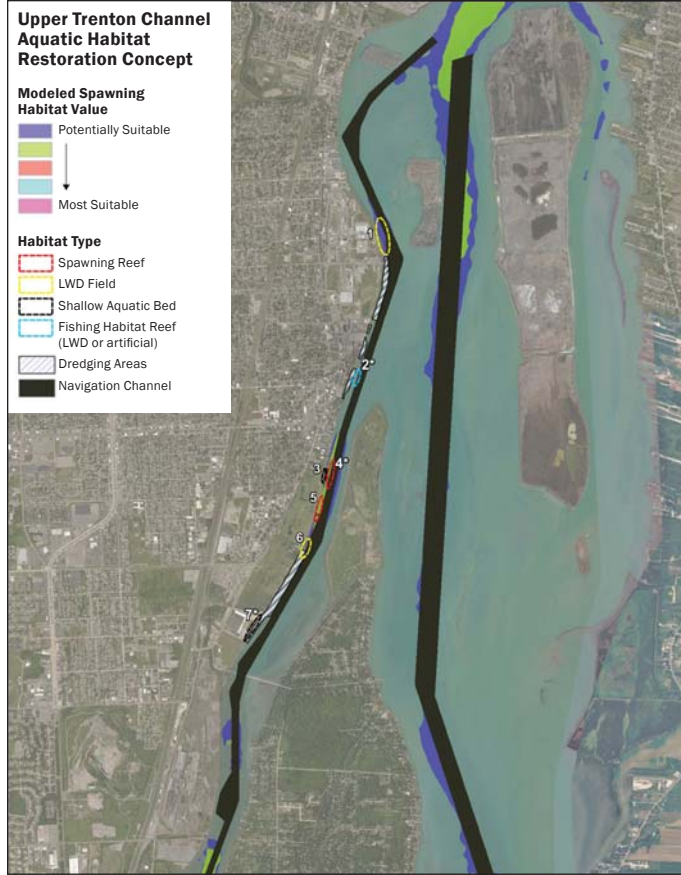 Upper Trenton Channel
Aquatic Habitat
Restoration Concept
Modeled Spawning
Habitat Value
Potentially Suitable
Most Suitable
Habitat Type
Spawning Reef
LWD Field
Shallow Aquatic Bed
Fishing Habitat Reef
(LWD or artificial)
Dredging Areas
Navigation Channel
1
2*
3
4*
5
6
7*